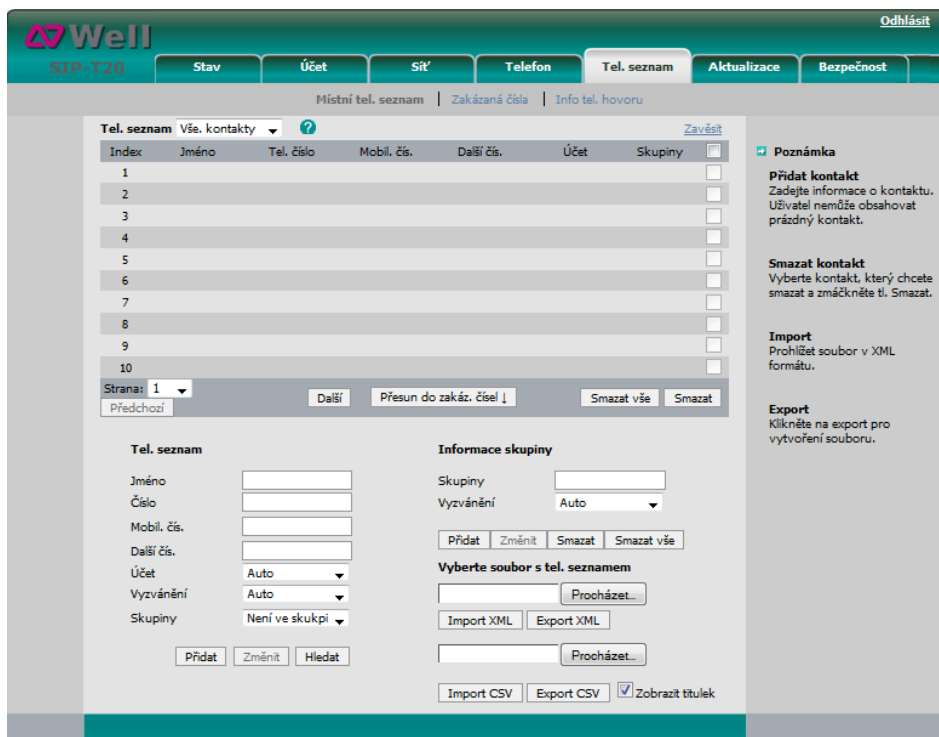 Odhlásit
Well
SIP-T20
Stav Účet Síť Telefon Tel. seznam Aktualizace Bezpečnost
Místní tel. seznam | Zakázaná čísla | Info tel. hovoru
Tel. seznam Vše. kontakty ? Zavěsit
Index Jméno Tel. číslo Mobil. čís. Další čís. Účet Skupiny
1
2
3
4
5
6
7
8
9
10
Strana: 1
Předchozí Další Přesun do zakáz. čísel ↓ Smazat vše Smazat
Tel. seznam
Jméno
Číslo
Mobil. čís.
Další čís.
Účet Auto
Vyzvánění Auto
Skupiny Není ve skukpi
Přidat Změnit Hledat
Informace skupiny
Skupiny
Vyzvánění Auto
Přidat Změnit Smazat Smazat vše
Vyberte soubor s tel. seznamem
Procházet...
Import XML Export XML
Procházet...
Import CSV Export CSV Zobrazit titulek
Poznámka
Přidat kontakt
Zadejte informace o kontaktu.
Uživatel nemůže obsahovat
prázdný kontakt.
Smazat kontakt
Vyberte kontakt, který chcete
smazat a zmáčkněte tl. Smazat.
Import
Prohlížet soubor v XML
formátu.
Export
Klikněte na export pro
vytvoření souboru.